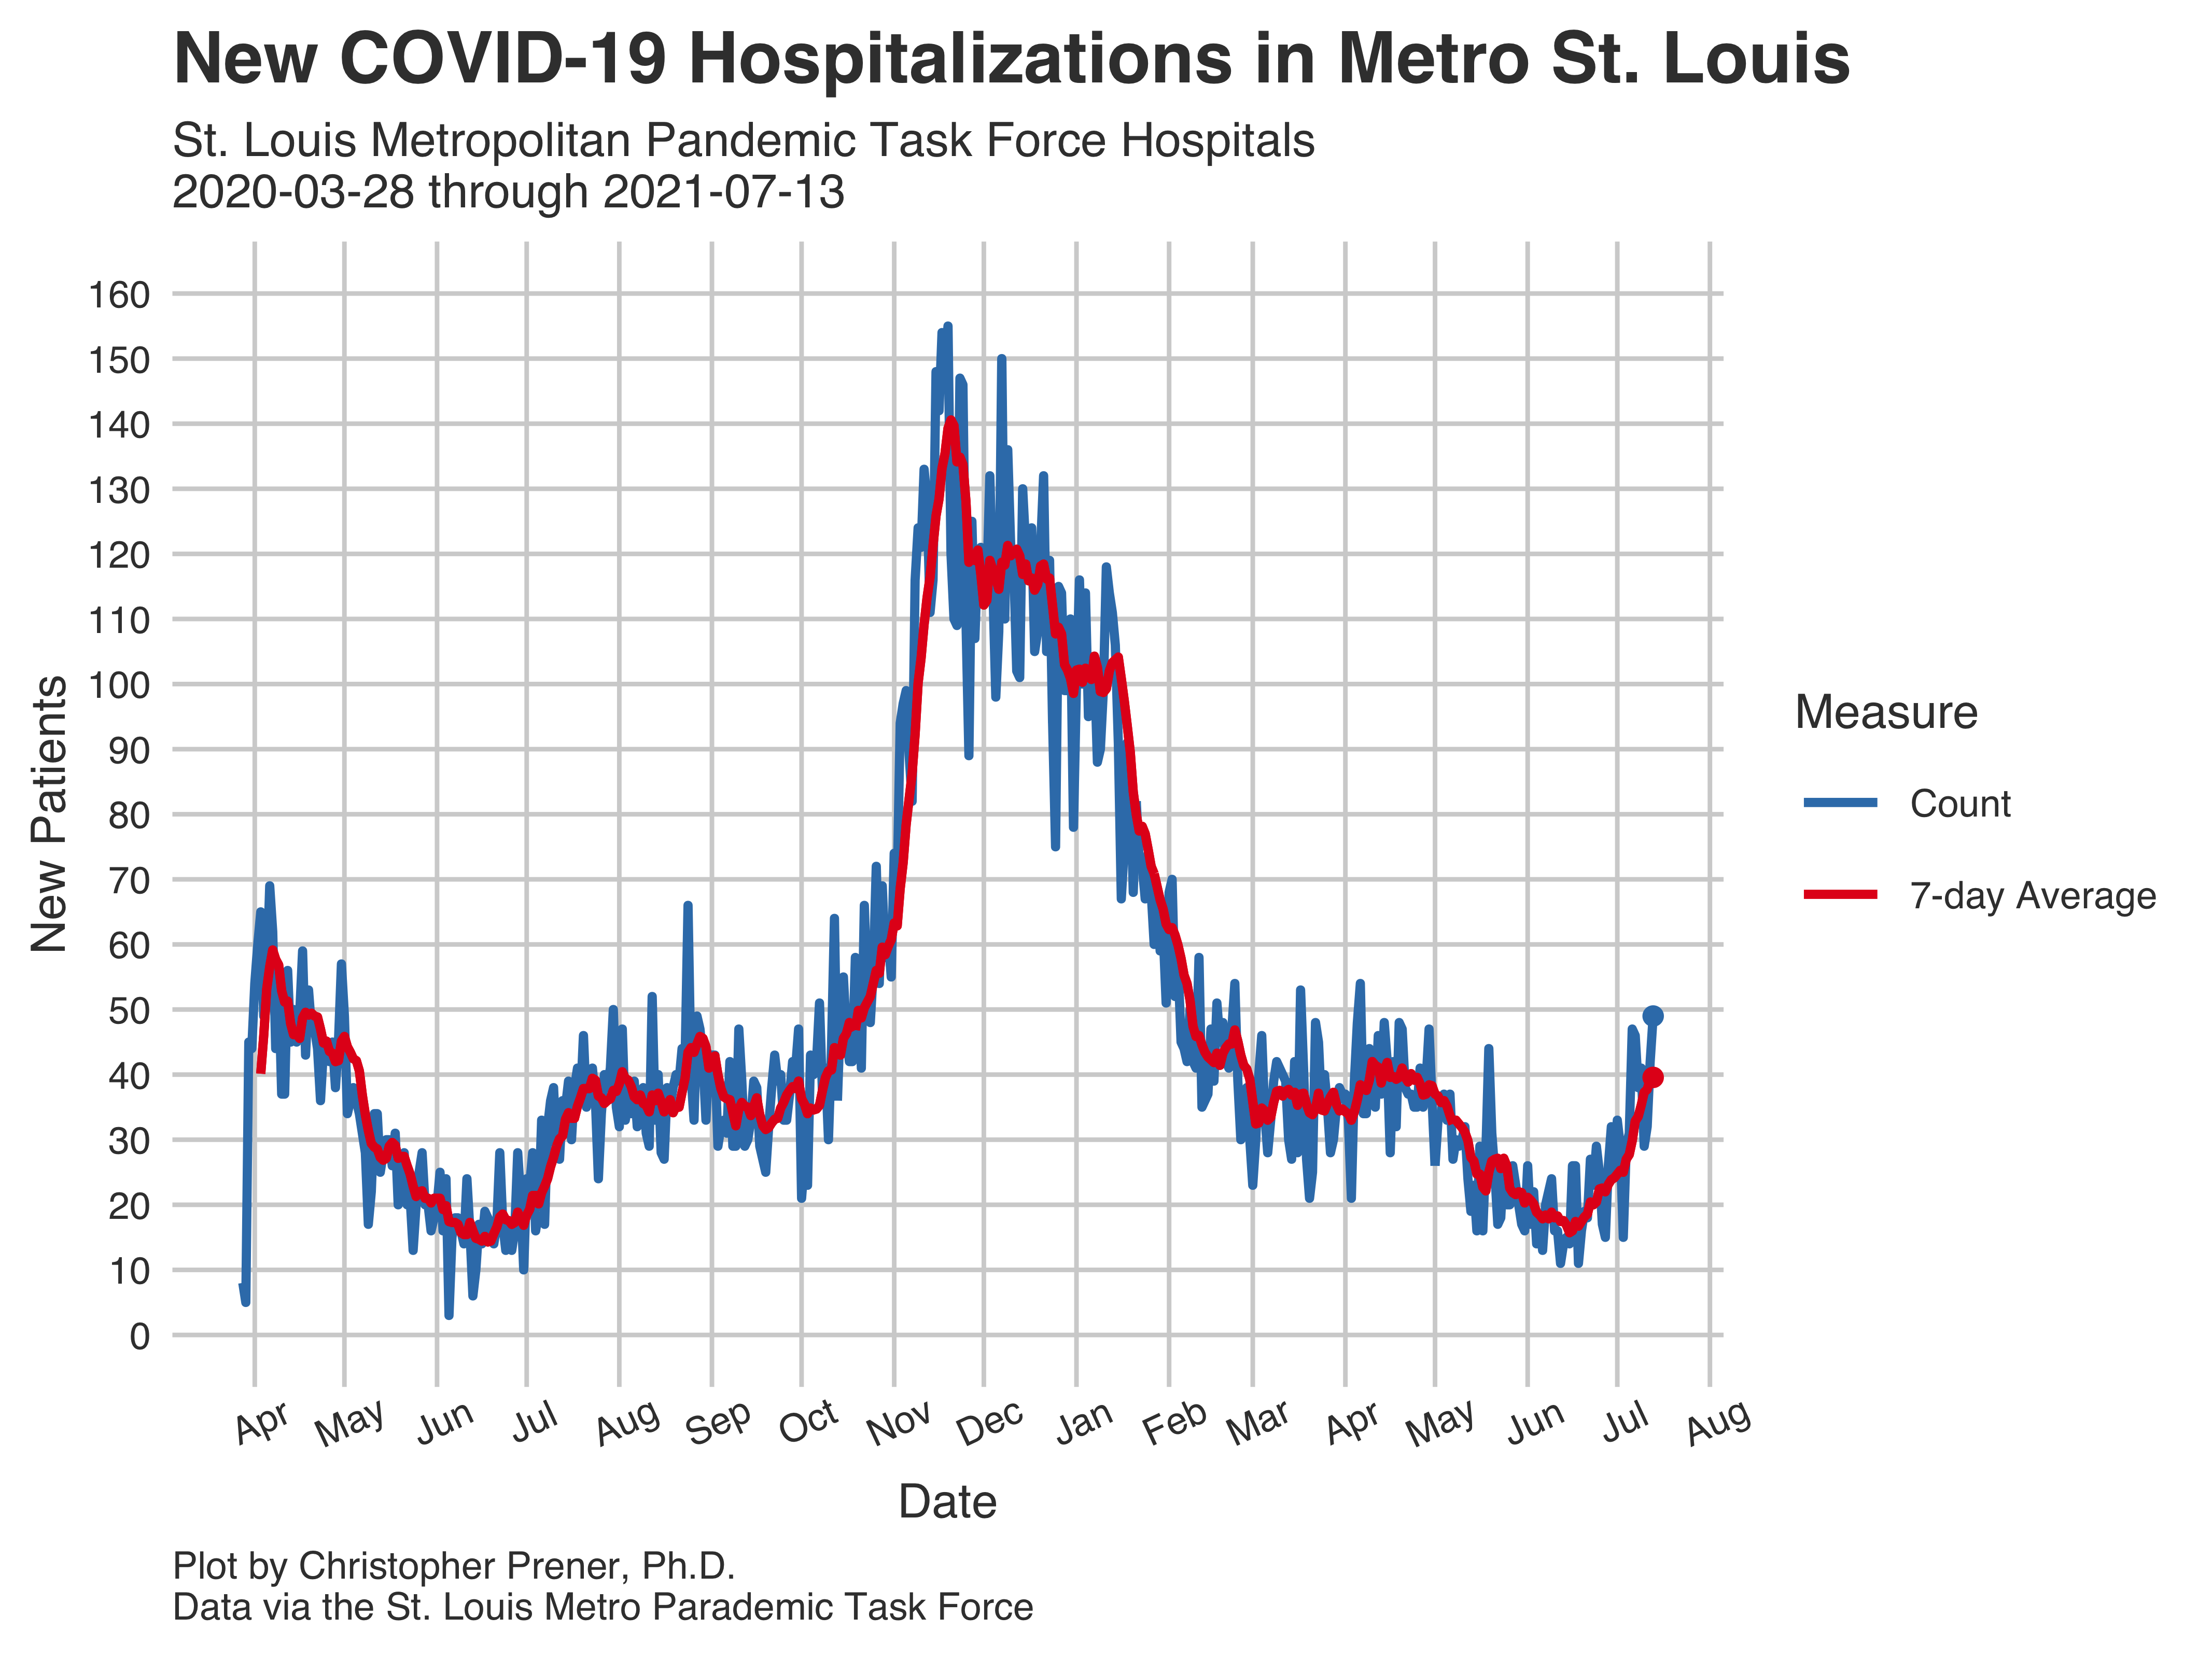 New COVID-19 Hospitalizations in Metro St. Louis
St. Louis Metropolitan Pandemic Task Force Hospitals
2020-03-28 through 2021-07-13
160
150
140
130
120
110
100
90
80
70
60
50
40
30
20
10
0
New Patients
Apr May Jun Jul Aug Sep Oct Nov Dec Jan Feb Mar Apr May Jun Jul Aug
Date
Measure
Count
7-day Average
Plot by Christopher Prener, Ph.D.
Data via the St. Louis Metro Parademic Task Force